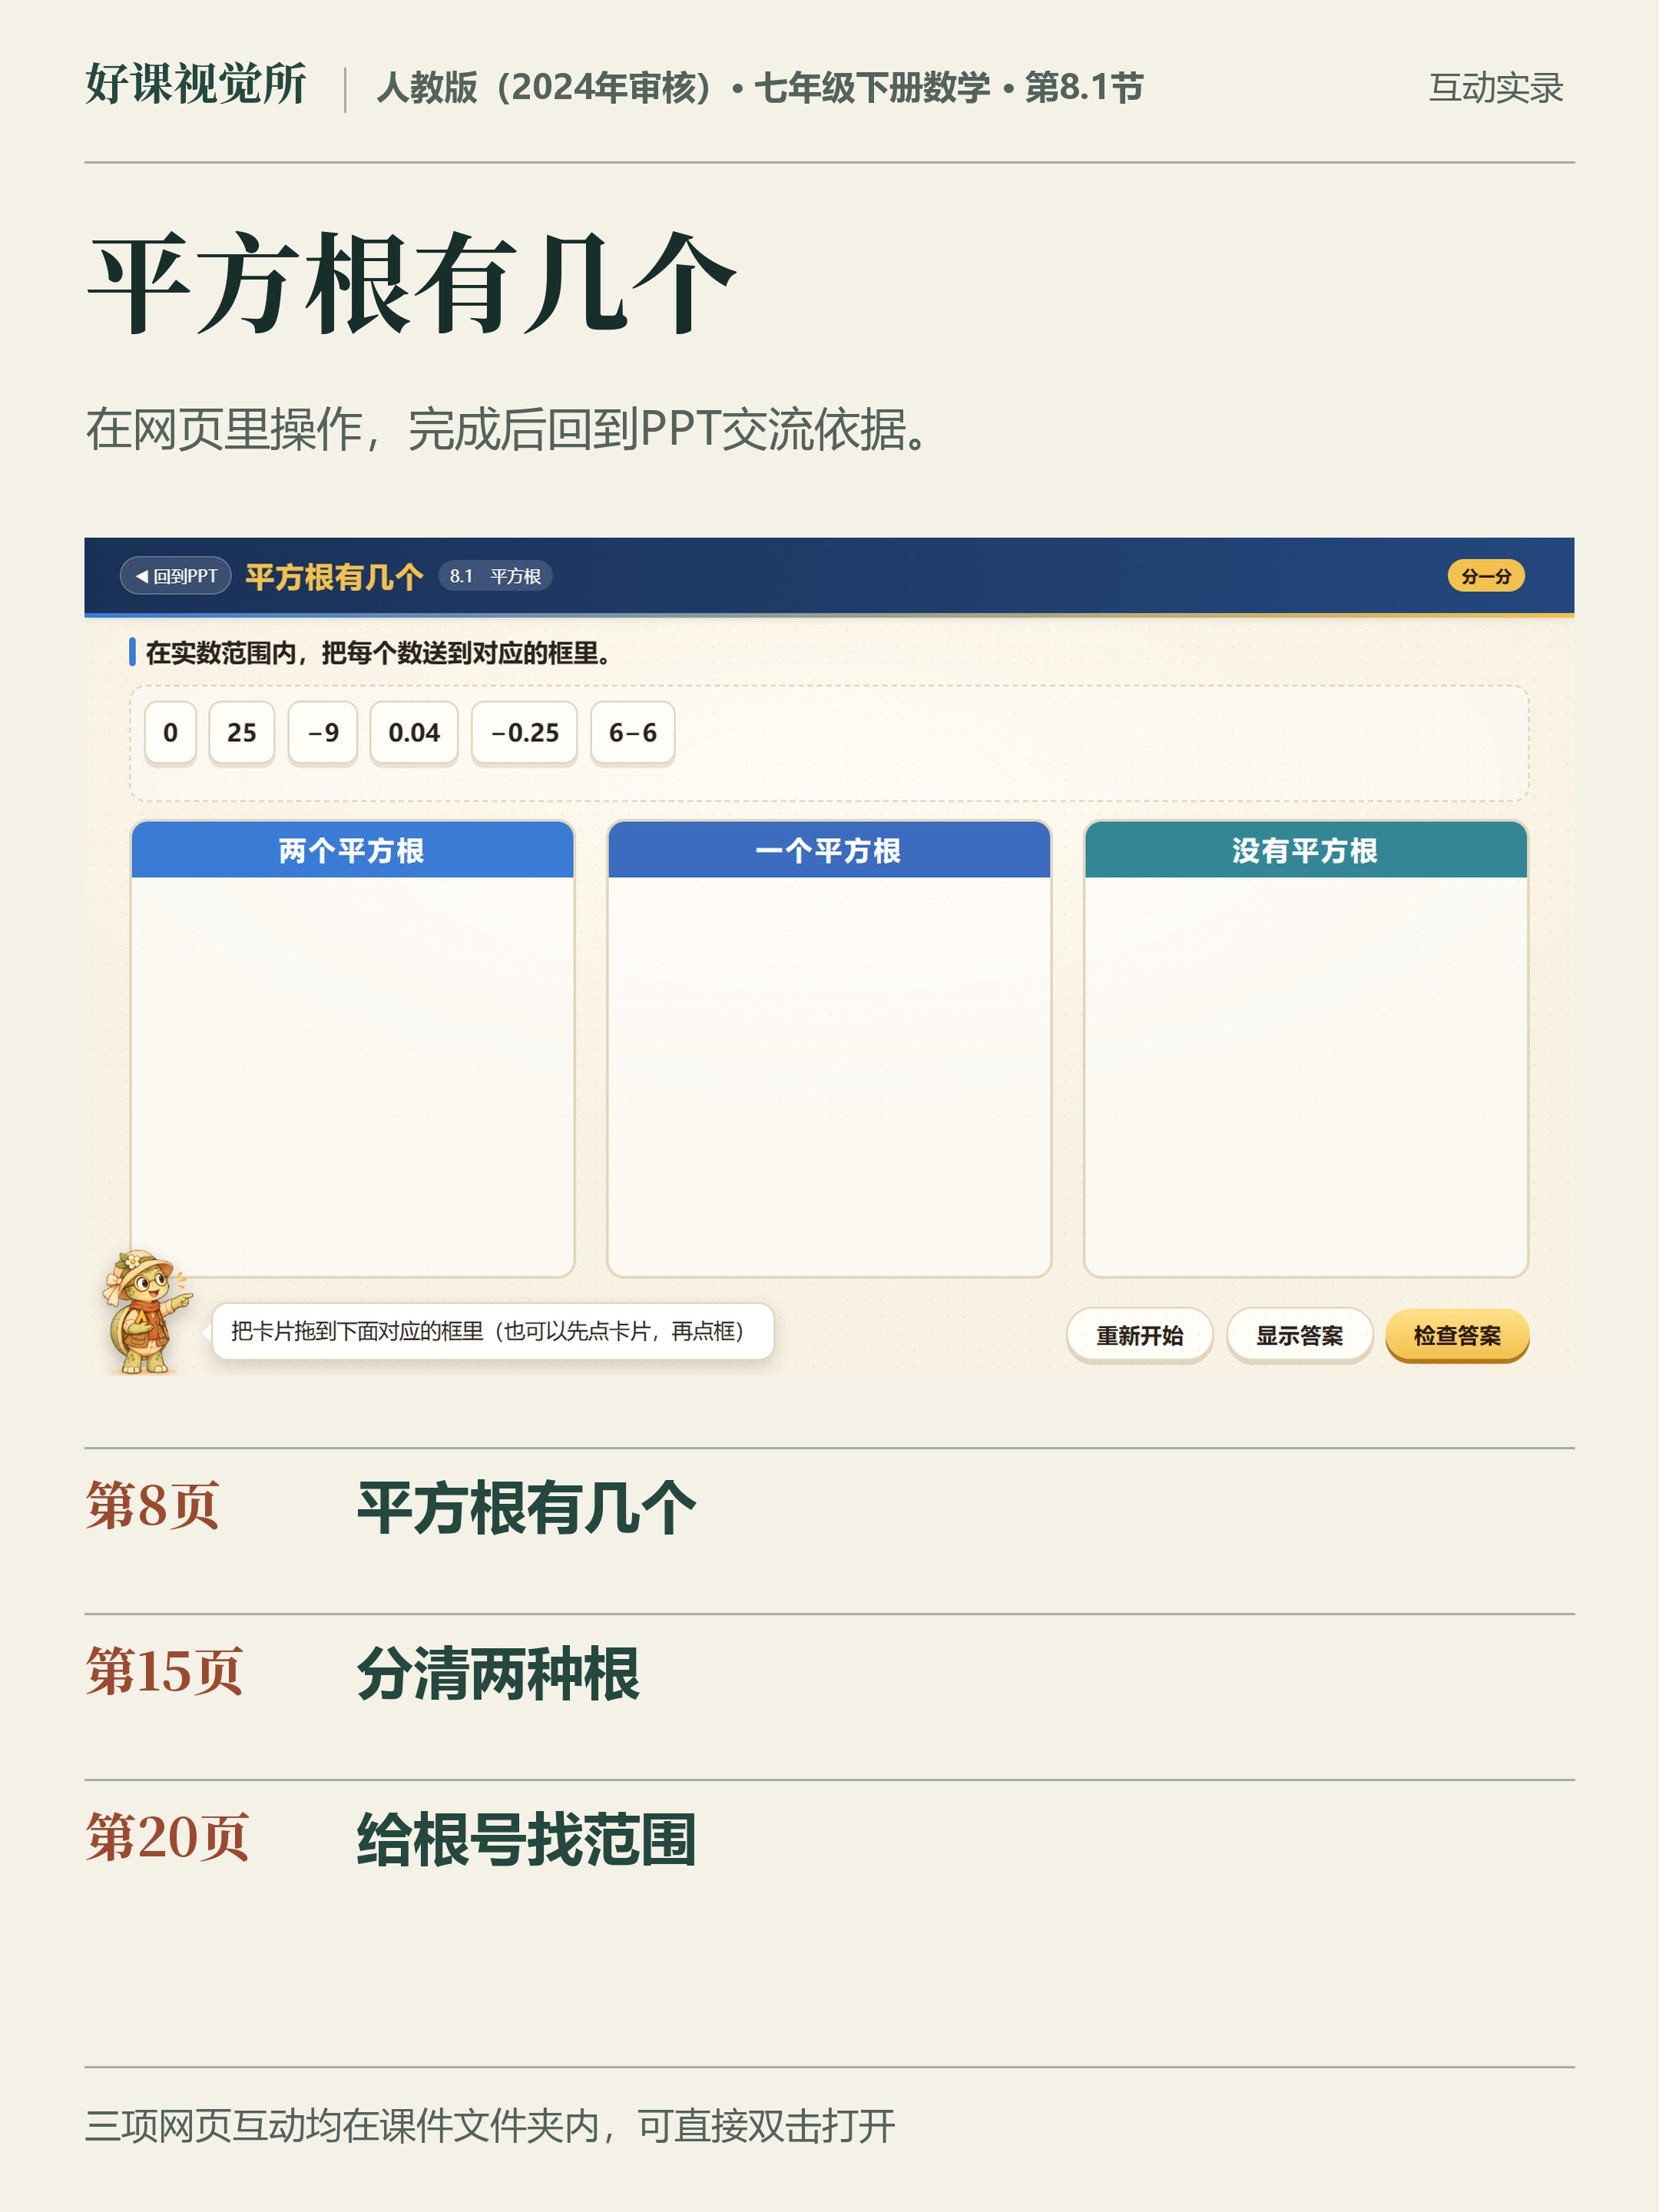 好课视觉所
人教版（2024年审核）• 七年级下册数学 • 第8.1节
互动实录
平方根有几个
在网页里操作，完成后回到PPT交流依据。
◀ 回到PPT
平方根有几个
8.1 平方根
分一分
在实数范围内，把每个数送到对应的框里。
0 25 −9 0.04 −0.25 6−6
两个平方根
一个平方根
没有平方根
把卡片拖到下面对应的框里（也可以先点卡片，再点框）
重新开始
显示答案
检查答案
第8页 平方根有几个
第15页 分清两种根
第20页 给根号找范围
三项网页互动均在课件文件夹内，可直接双击打开